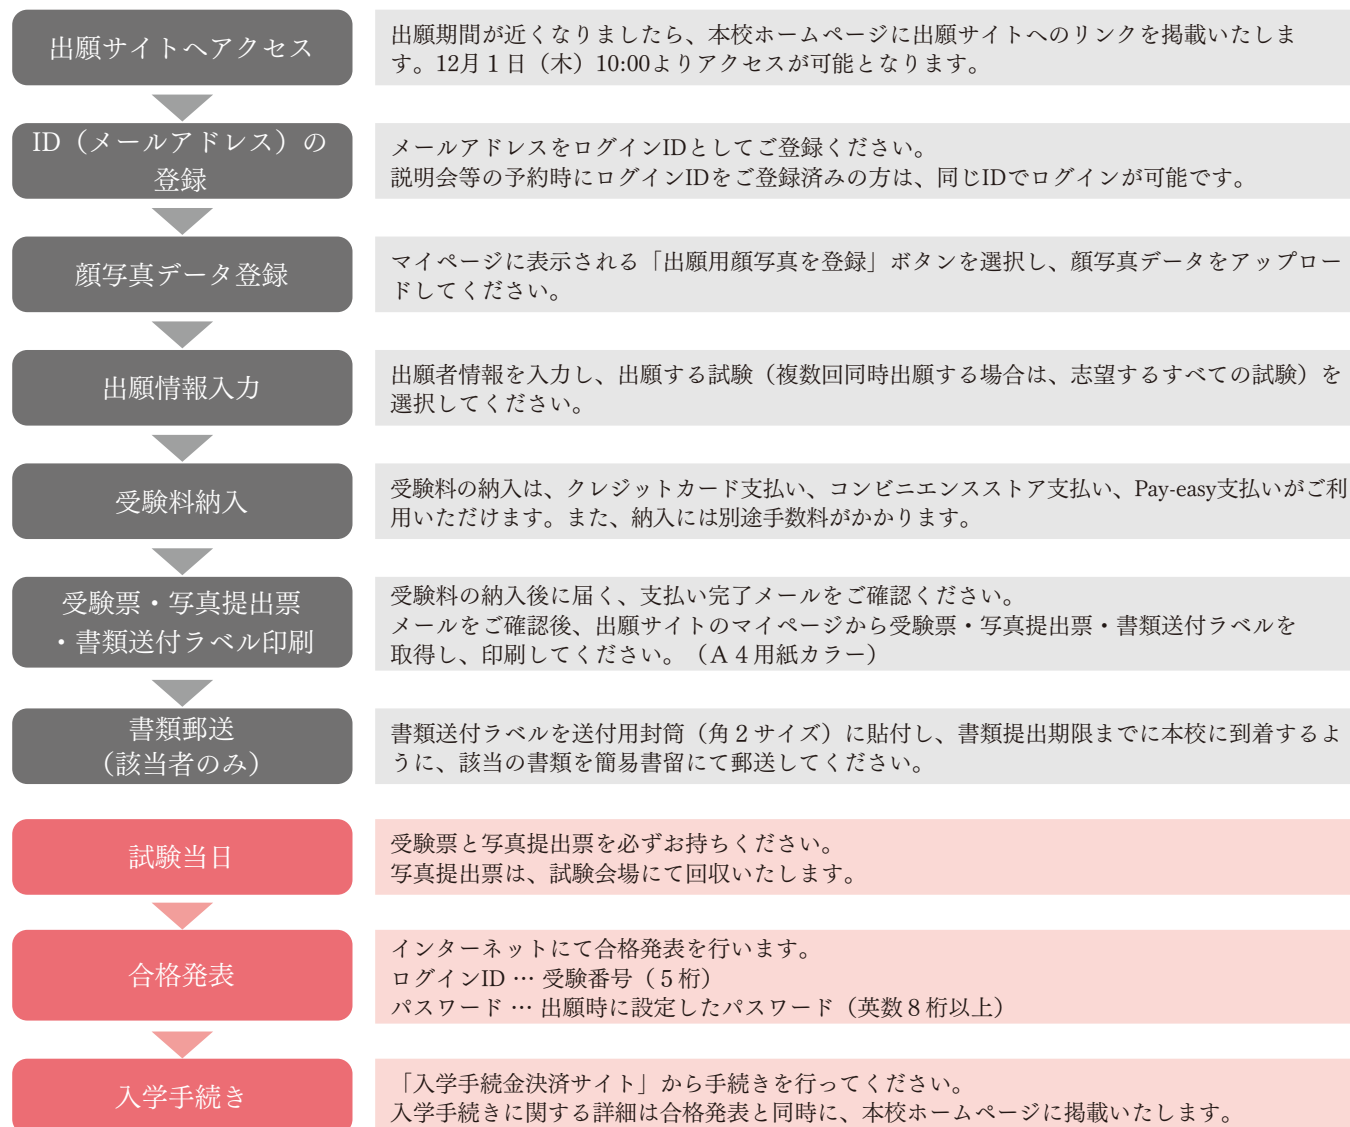 出願サイトへアクセス
出願期間が近くなりましたら、本校ホームページに出願サイトへのリンクを掲載いたしま
す。12月１日（木）10:00よりアクセスが可能となります。
ID（メールアドレス）の
登録
メールアドレスをログインIDとしてご登録ください。
説明会等の予約時にログインIDをご登録済みの方は、同じIDでログインが可能です。
顔写真データ登録
マイページに表示される「出願用顔写真を登録」ボタンを選択し、顔写真データをアップロー
ドしてください。
出願情報入力
出願者情報を入力し、出願する試験（複数回同時出願する場合は、志望するすべての試験）を
選択してください。
受験料納入
受験料の納入は、クレジットカード支払い、コンビニエンスストア支払い、Pay-easy支払いがご利
用いただけます。また、納入には別途手数料がかかります。
受験票・写真提出票
・書類送付ラベル印刷
受験料の納入後に届く、支払い完了メールをご確認ください。
メールをご確認後、出願サイトのマイページから受験票・写真提出票・書類送付ラベルを
取得し、印刷してください。（Ａ４用紙カラー）
書類郵送
（該当者のみ）
書類送付ラベルを送付用封筒（角２サイズ）に貼付し、書類提出期限までに本校に到着するよ
うに、該当の書類を簡易書留にて郵送してください。
試験当日
受験票と写真提出票を必ずお持ちください。
写真提出票は、試験会場にて回収いたします。
合格発表
インターネットにて合格発表を行います。
ログインID … 受験番号（５桁）
パスワード … 出願時に設定したパスワード（英数８桁以上）
入学手続き
「入学手続金決済サイト」から手続きを行ってください。
入学手続きに関する詳細は合格発表と同時に、本校ホームページに掲載いたします。